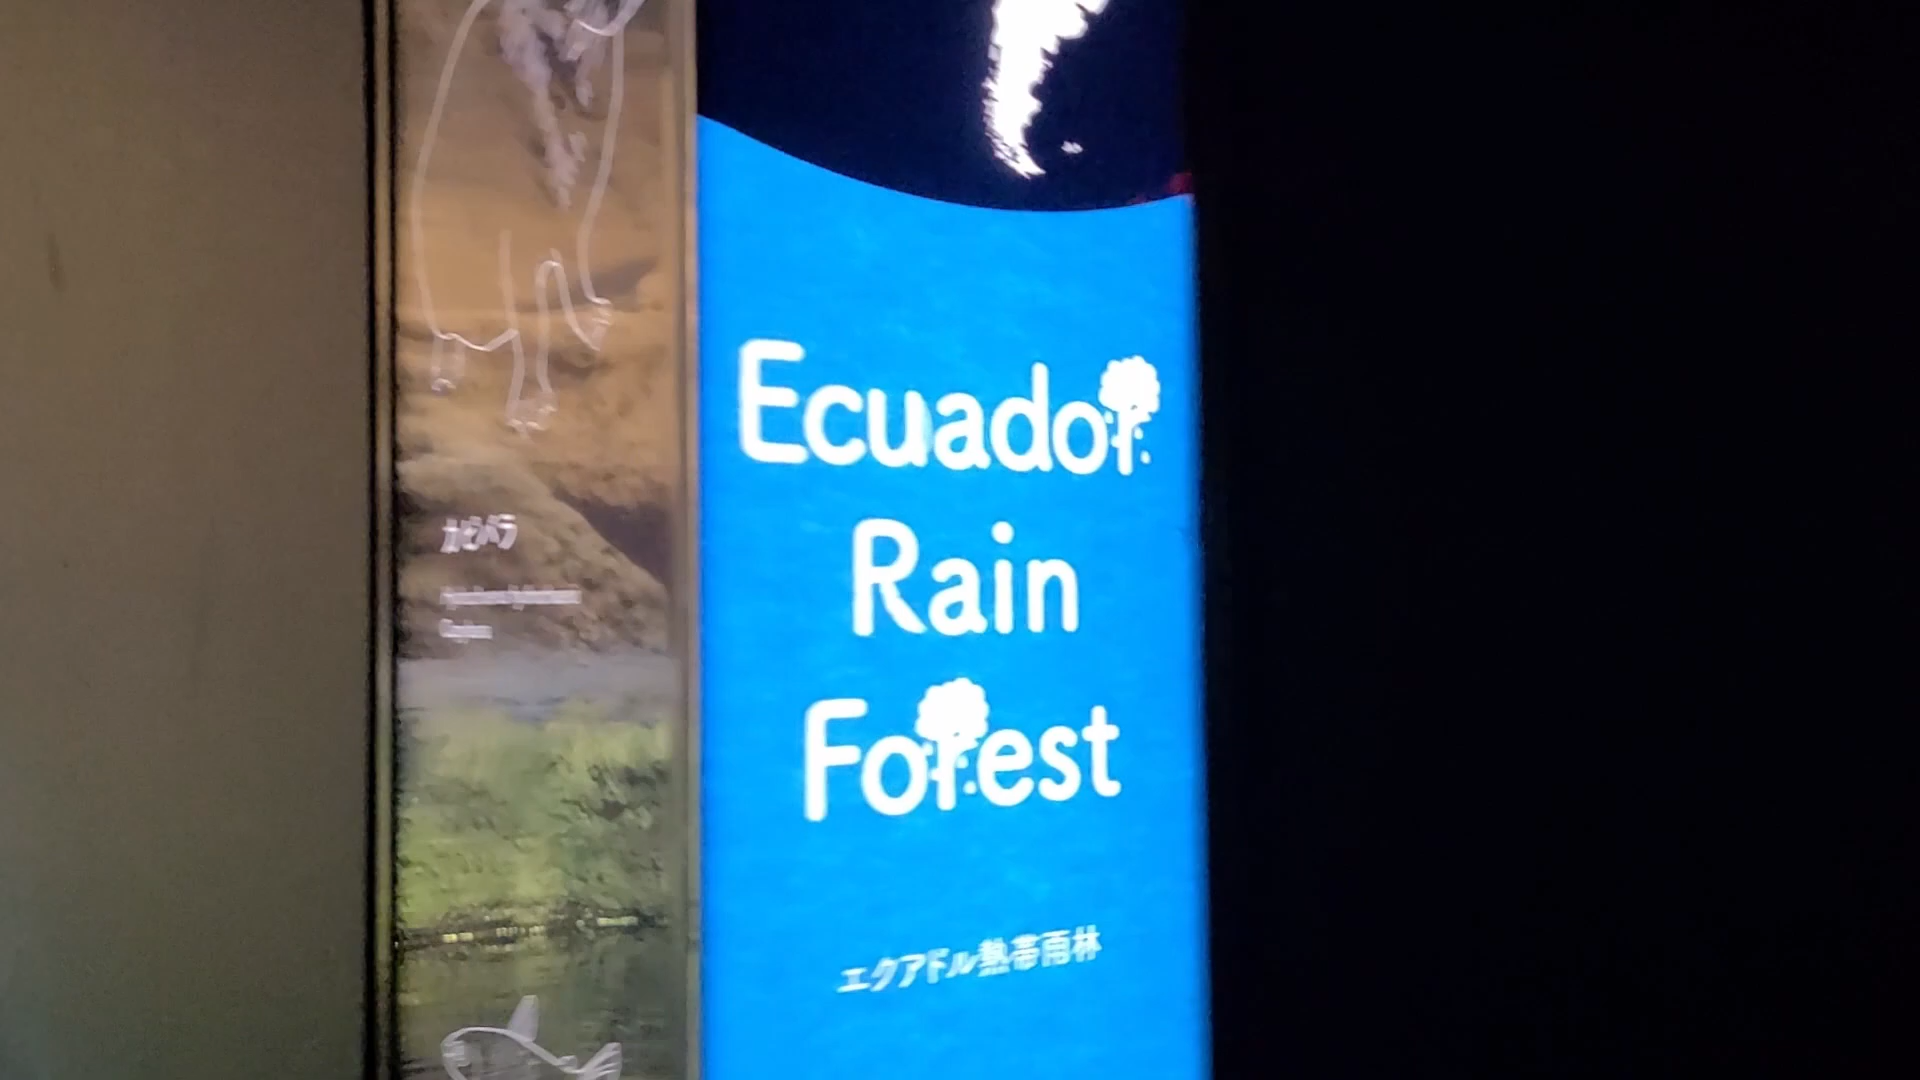 カピバラ
Ecuador
Rain
Forest
エクアドル熱帯雨林